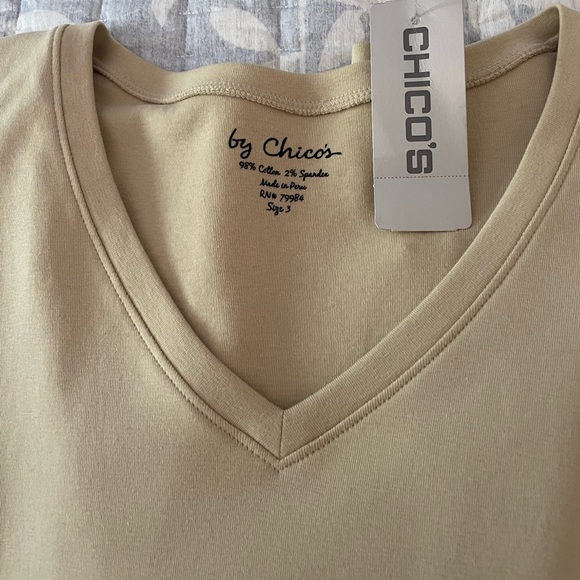 by Chico's
98% Cotton 2% Spandex
Made in Peru
RN# 79984
Size 3
CHICO'S